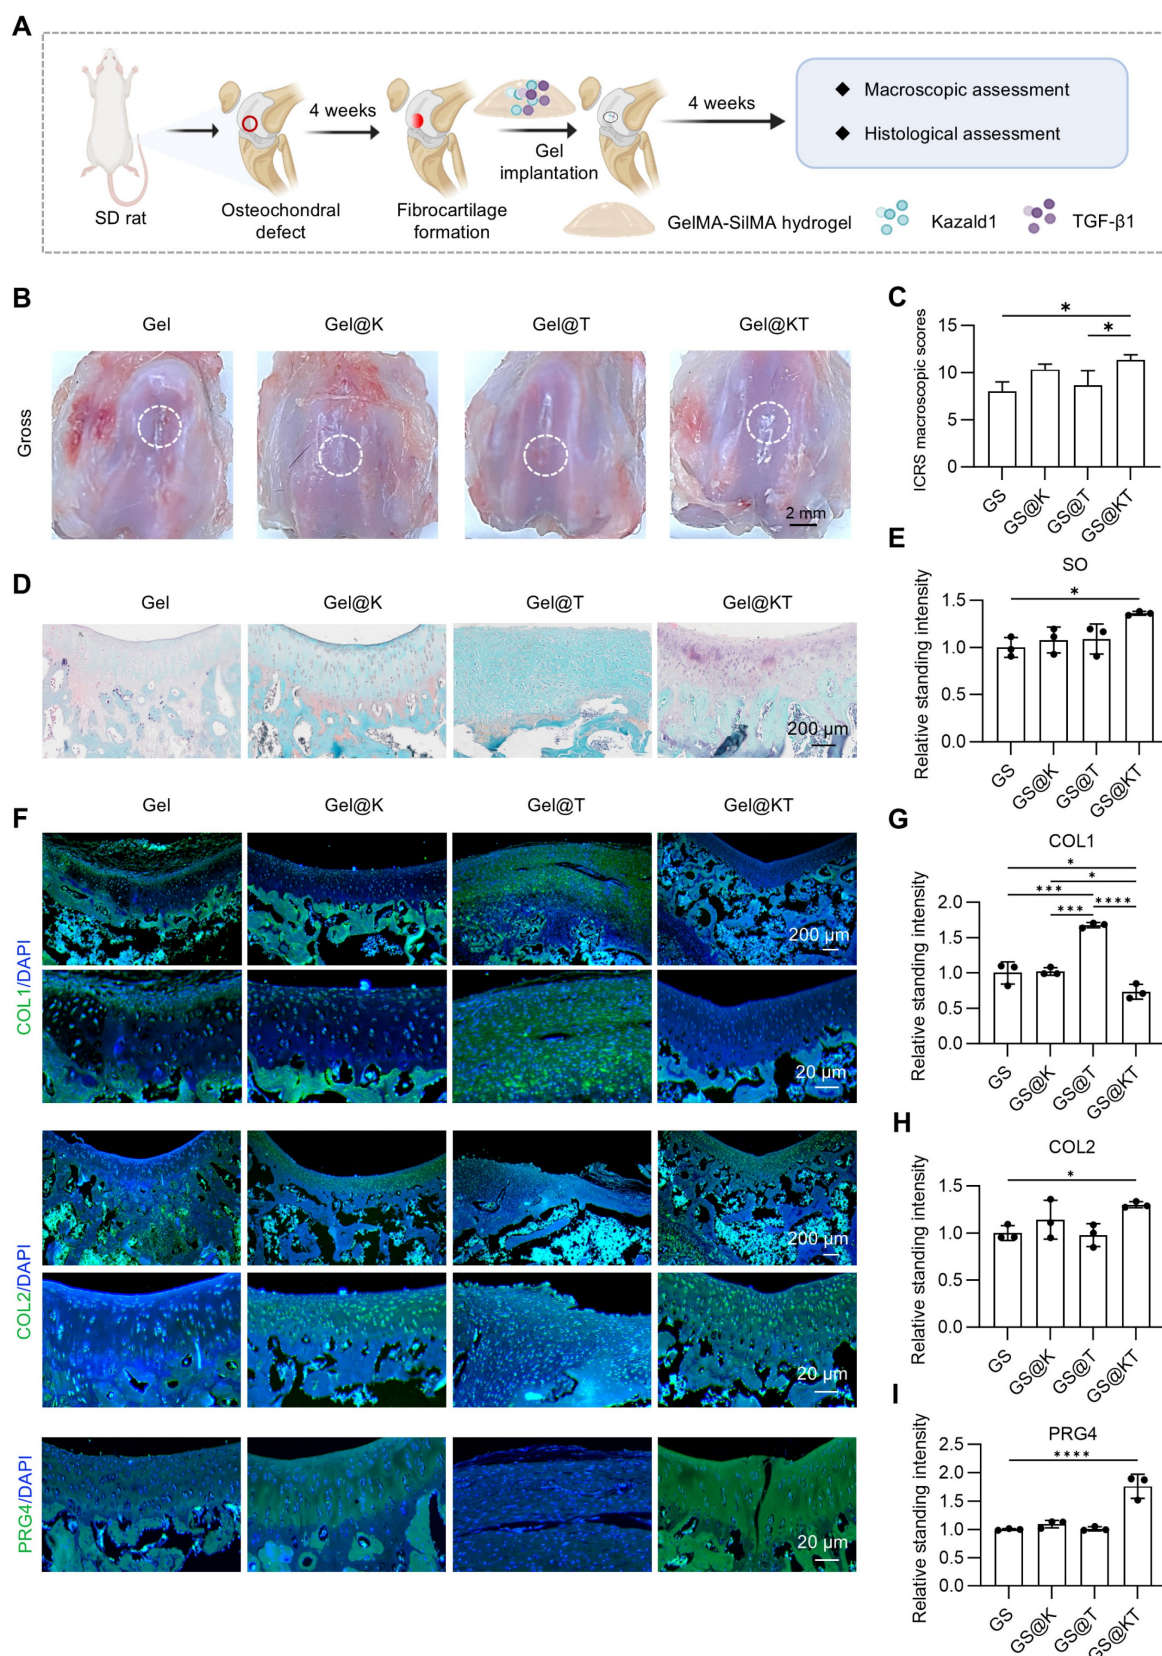 A
SD rat
Osteochondral
defect
4 weeks
Fibrocartilage
formation
Gel
implantation
4 weeks
◆ Macroscopic assessment
◆ Histological assessment
GelMA-SilMA hydrogel
Kazald1
TGF-β1
B
Gel
Gel@K
Gel@T
Gel@KT
Gross
2 mm
C
ICRS macroscopic scores
15
10
5
0
*
*
GS
GS@K
GS@T
GS@KT
D
Gel
Gel@K
Gel@T
Gel@KT
200 µm
E
SO
Relative standing intensity
1.5
1.0
0.5
0.0
*
GS
GS@K
GS@T
GS@KT
F
Gel
Gel@K
Gel@T
Gel@KT
COL1/DAPI
200 µm
20 µm
COL2/DAPI
200 µm
20 µm
PRG4/DAPI
20 µm
G
COL1
Relative standing intensity
2.0
1.5
1.0
0.5
0.0
*
*
***
***
****
GS
GS@K
GS@T
GS@KT
H
COL2
Relative standing intensity
1.5
1.0
0.5
0.0
*
GS
GS@K
GS@T
GS@KT
I
PRG4
Relative standing intensity
2.5
2.0
1.5
1.0
0.5
0.0
****
GS
GS@K
GS@T
GS@KT